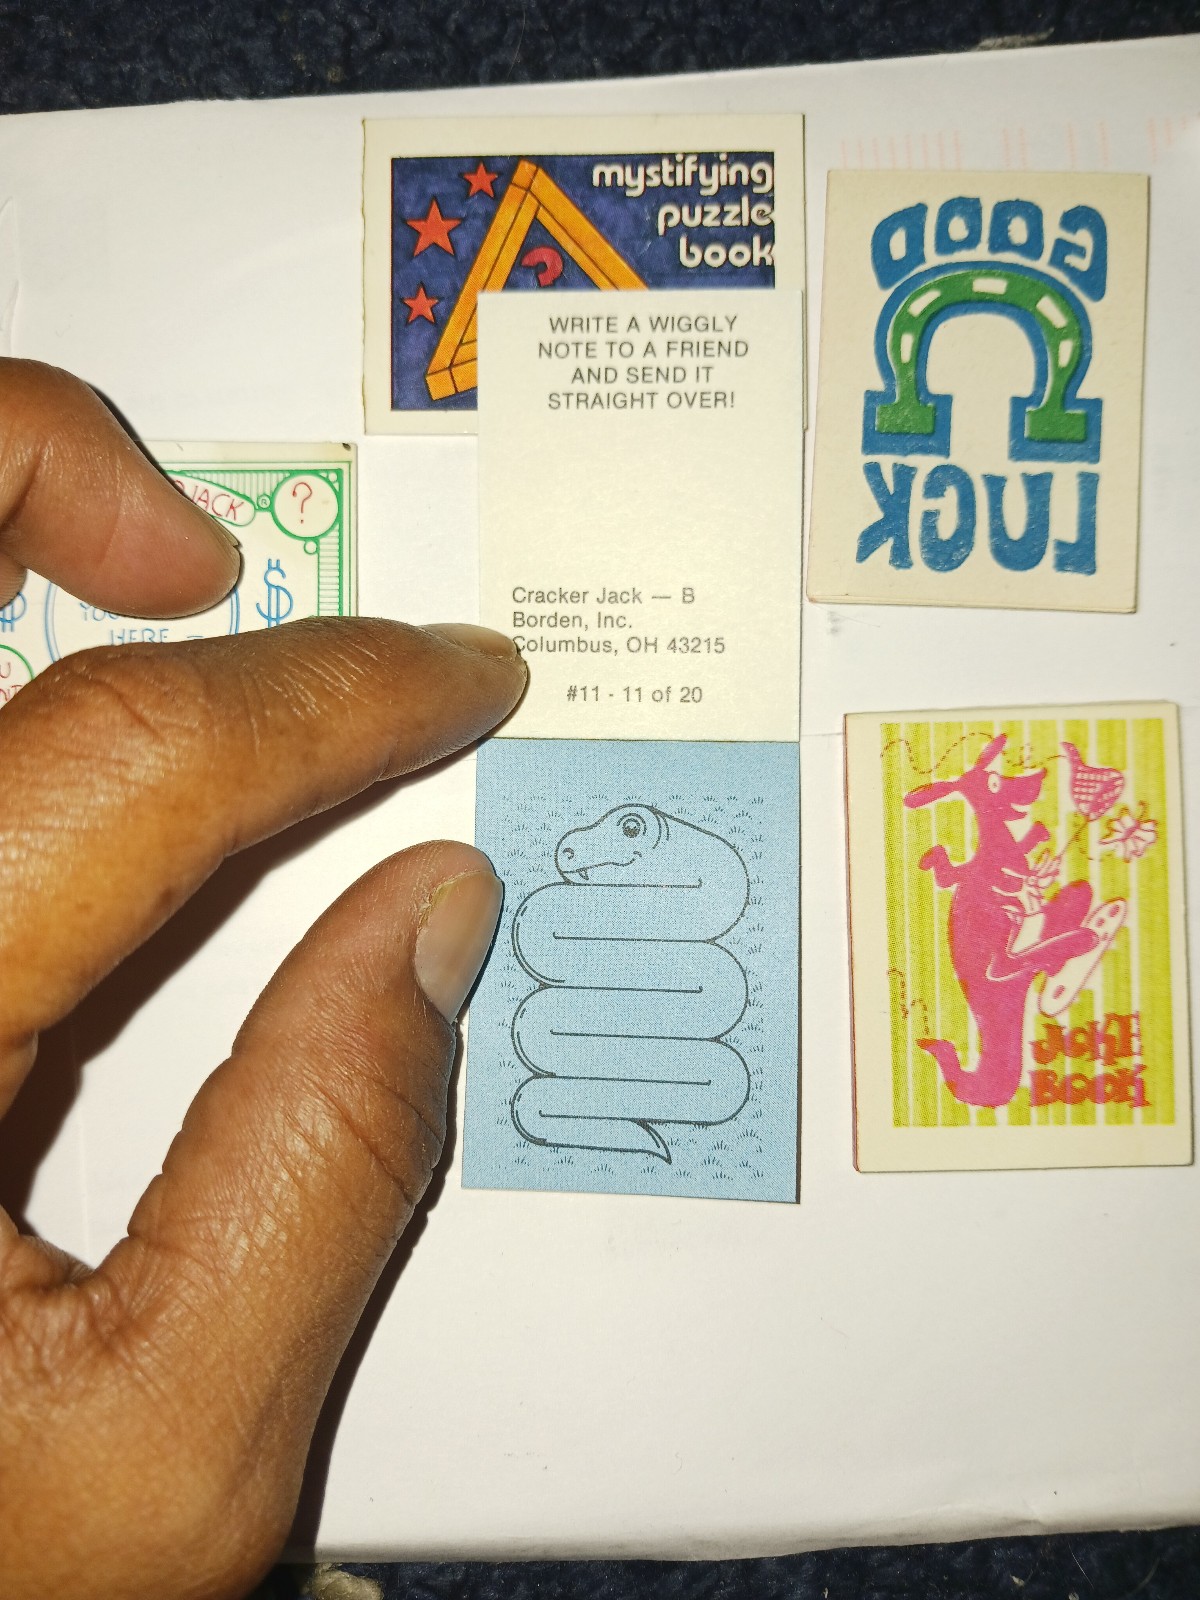 mystifying
puzzle
book
GOOD
LUCK
WRITE A WIGGLY
NOTE TO A FRIEND
AND SEND IT
STRAIGHT OVER!
JACK ®
?
$
HERE
Cracker Jack — B
Borden, Inc.
Columbus, OH 43215
#11 - 11 of 20
JOKE
BOOK